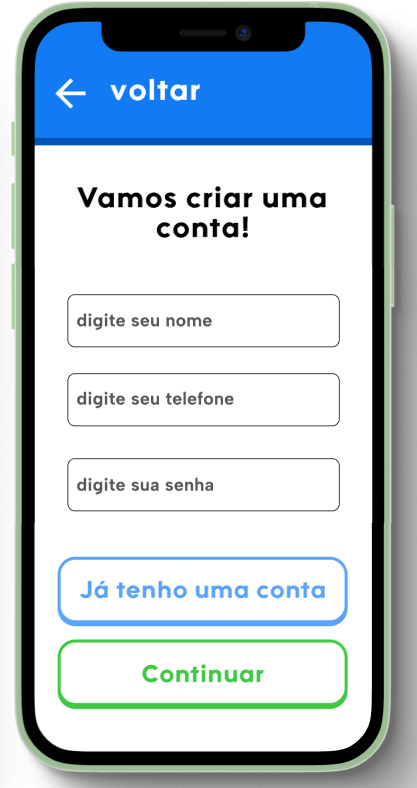 voltar
Vamos criar uma
conta!
digite seu nome
digite seu telefone
digite sua senha
Já tenho uma conta
Continuar